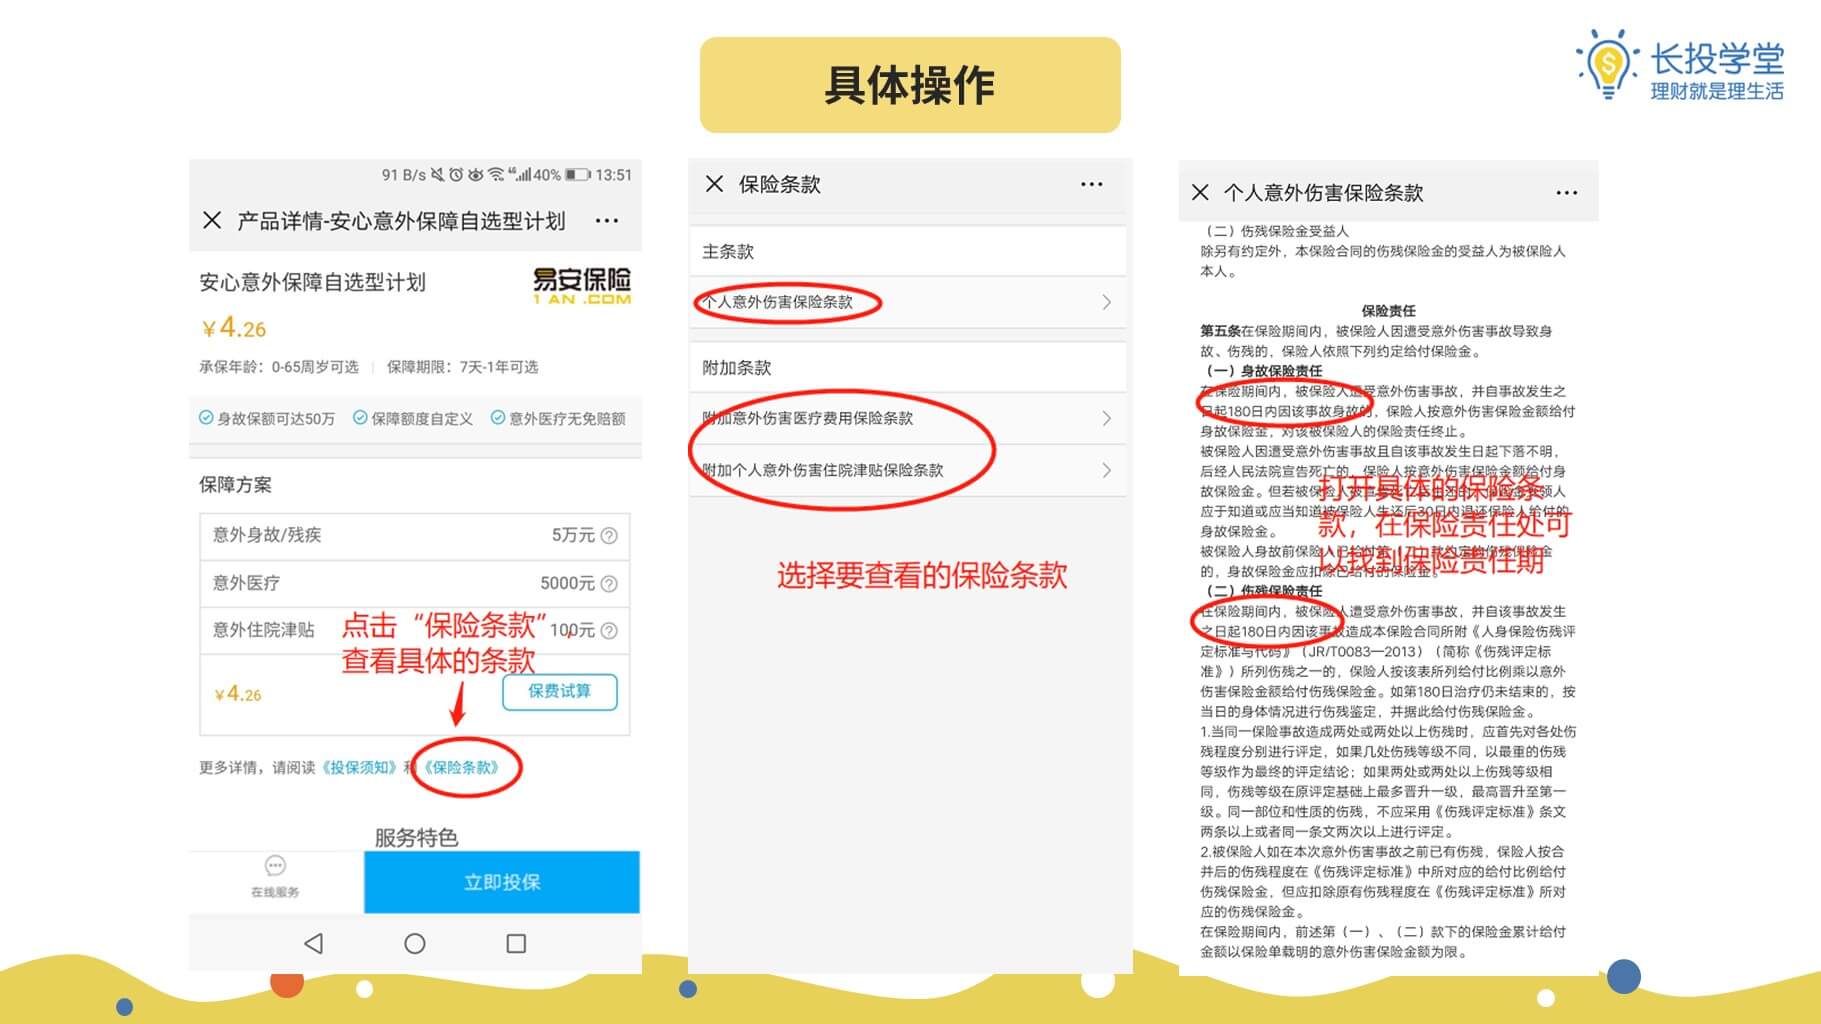 具体操作
长投学堂
理财就是理生活
91 B/s 40% 13:51
产品详情-安心意外保障自选型计划
安心意外保障自选型计划
易安保险
1 AN .COM
¥4.26
承保年龄：0-65周岁可选 | 保障期限：7天-1年可选
身故保额可达50万 保障额度自定义 意外医疗无免赔额
保障方案
意外身故/残疾 5万元
意外医疗 5000元
意外住院津贴 100元
点击“保险条款”，
查看具体的条款
¥4.26 保费试算
更多详情，请阅读《投保须知》和《保险条款》
服务特色
在线服务
立即投保
保险条款
主条款
个人意外伤害保险条款
附加条款
附加意外伤害医疗费用保险条款
附加个人意外伤害住院津贴保险条款
选择要查看的保险条款
个人意外伤害保险条款
（二）伤残保险金受益人
除另有约定外，本保险合同的伤残保险金的受益人为被保险人
本人。
保险责任
第五条在保险期间内，被保险人因遭受意外伤害事故导致身
故、伤残的，保险人依照下列约定给付保险金。
（一）身故保险责任
在保险期间内，被保险人遭受意外伤害事故，并自事故发生之
日起180日内因该事故身故的，保险人按意外伤害保险金额给付
身故保险金，对该被保险人的保险责任终止。
被保险人因遭受意外伤害事故且自该事故发生日起下落不明，
后经人民法院宣告死亡的，保险人按意外伤害保险金额给付身
故保险金。但若被保险人被宣告死亡后生还的，保险金领人
应于知道或应当知道被保险人生还后30日内退还保险人给付的
身故保险金。
被保险人身故前保险人已给付第（二）款约定的伤残保险金
的，身故保险金应扣除已给付的保险金。
打开具体的保险条
款，在保险责任处可
以找到保险责任期
（二）伤残保险责任
在保险期间内，被保险人遭受意外伤害事故，并自该事故发生
之日起180日内因该事故造成本保险合同所附《人身保险伤残评
定标准与代码》（JR/T0083—2013）（简称《伤残评定标
准》）所列伤残之一的，保险人按该表所列给付比例乘以意外
伤害保险金额给付伤残保险金。如第180日治疗仍未结束的，按
当日的身体情况进行伤残鉴定，并据此给付伤残保险金。
1.当同一保险事故造成两处或两处以上伤残时，应首先对各处伤
残程度分别进行评定，如果几处伤残等级不同，以最重的伤残
等级作为最终的评定结论；如果两处或两处以上伤残等级相
同，伤残等级在原评定基础上最多晋升一级，最高晋升至第一
级。同一部位和性质的伤残，不应采用《伤残评定标准》条文
两条以上或者同一条文两次以上进行评定。
2.被保险人如在本次意外伤害事故之前已有伤残，保险人按合
并后的伤残程度在《伤残评定标准》中所对应的给付比例给付
伤残保险金，但应扣除原有伤残程度在《伤残评定标准》所对
应的伤残保险金。
在保险期间内，前述第（一）、（二）款下的保险金累计给付
金额以保险单载明的意外伤害保险金额为限。